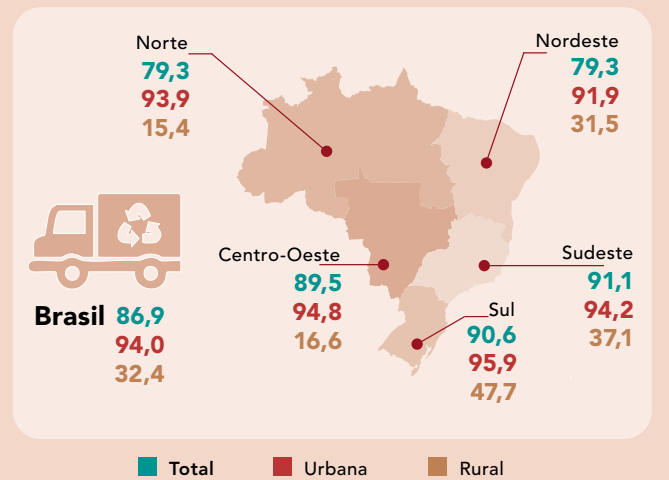 Norte
79,3
93,9
15,4
Nordeste
79,3
91,9
31,5
Centro-Oeste
89,5
94,8
16,6
Sudeste
91,1
94,2
37,1
Brasil 86,9
94,0
32,4
Sul
90,6
95,9
47,7
Total Urbana Rural